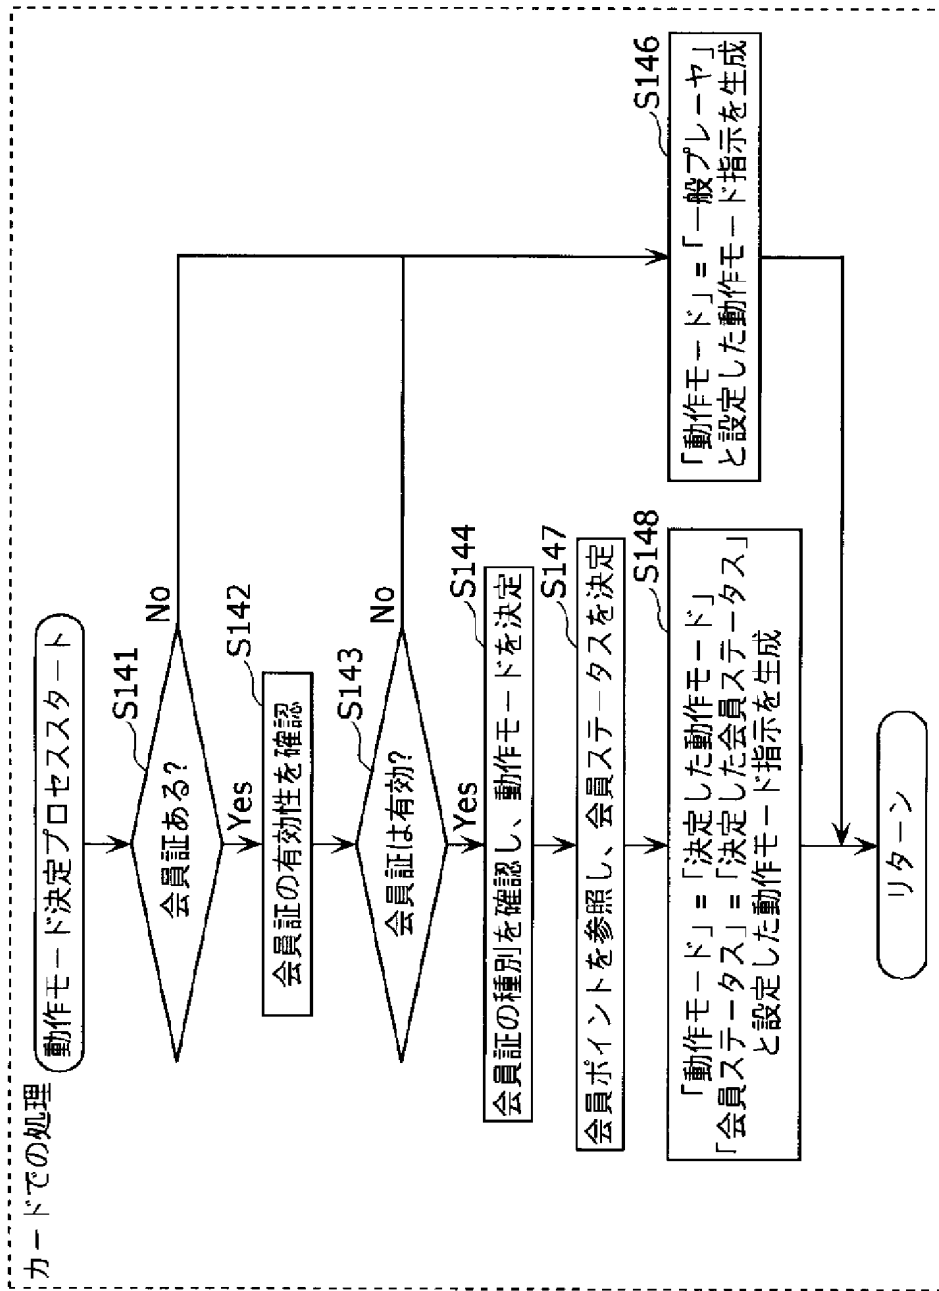 カードでの処理
動作モード決定プロセススタート
S141
会員証ある?
No
Yes
S142
会員証の有効性を確認
S143
会員証は有効?
No
Yes
S144
会員証の種別を確認し、動作モードを決定
S147
会員ポイントを参照し、会員ステータスを決定
S148
「動作モード」=「決定した動作モード」
「会員ステータス」=「決定した会員ステータス」
と設定した動作モード指示を生成
S146
「動作モード」=「一般プレーヤ」
と設定した動作モード指示を生成
リターン